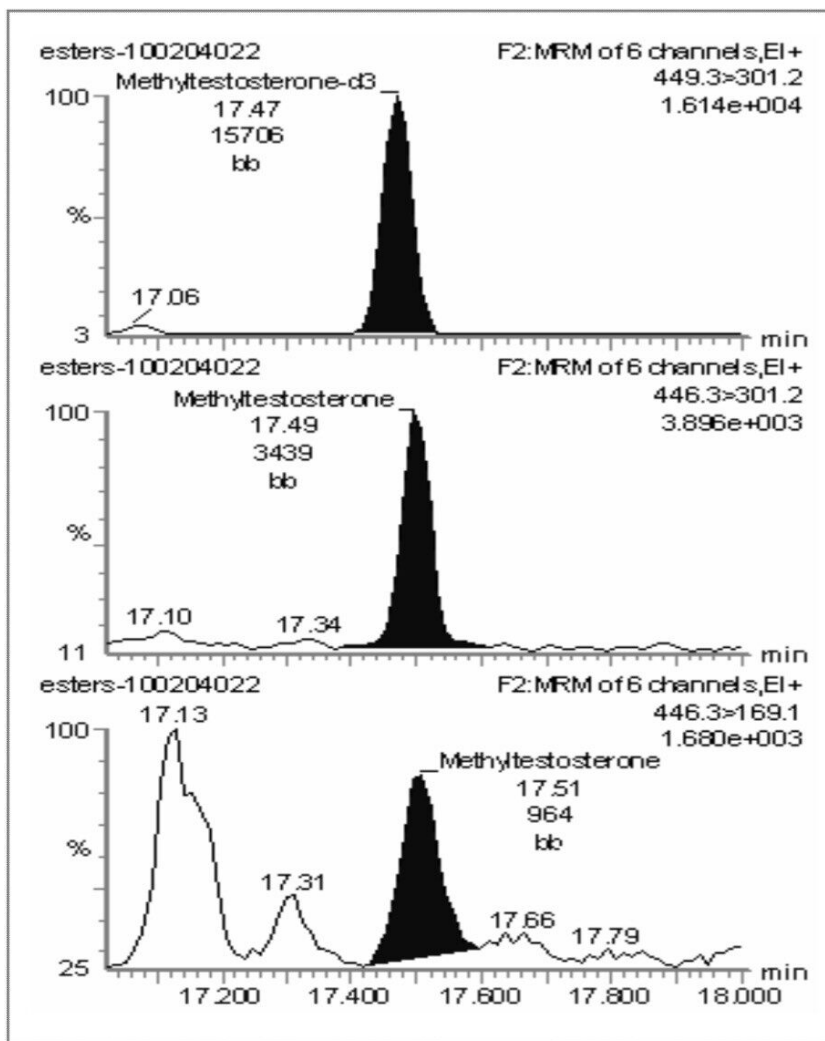 esters-100204022 F2:MRM of 6 channels,EI+
Methyltestosterone-d3 449.3>301.2
100 17.47 1.614e+004
15706
bb
%
17.06
3 min
esters-100204022 F2:MRM of 6 channels,EI+
Methyltestosterone 446.3>301.2
100 17.49 3.896e+003
3439
bb
%
17.10 17.34
11 min
esters-100204022 F2:MRM of 6 channels,EI+
17.13 446.3>169.1
100 1.680e+003
Methyltestosterone
17.51
964
% bb
17.31
17.66 17.79
25 min
17.200 17.400 17.600 17.800 18.000